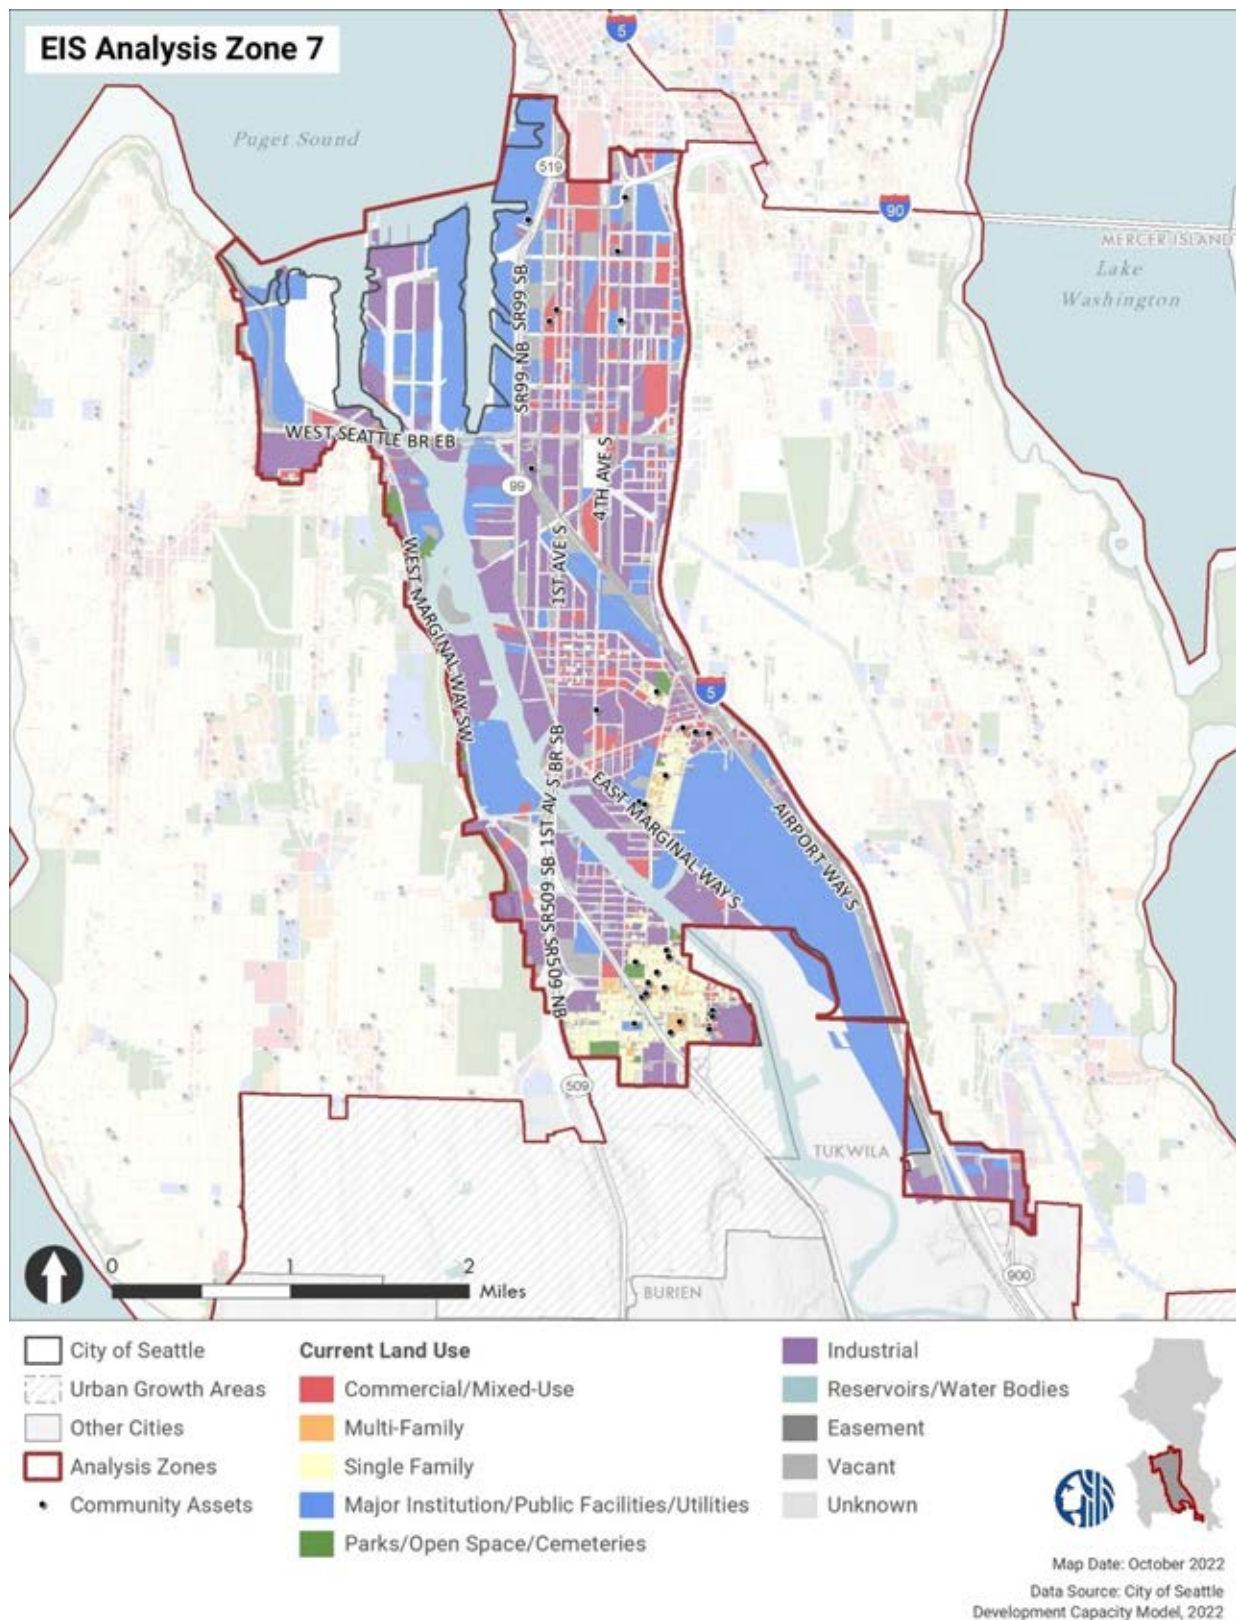 EIS Analysis Zone 7
5
Puget Sound
519
90
MERCER ISLAND
Lake
Washington
SR99 NB SR99 SB
WEST SEATTLE BR EB
4TH AVE S
99
1ST AVE S
WEST MARGINAL WAY SW
5
SR509 NB SR509 SB 1ST AV S BR SB
EAST MARGINAL WAY S
AIRPORT WAY S
509
TUKWILA
0 1 2
Miles
900
BURIEN
City of Seattle
Urban Growth Areas
Other Cities
Analysis Zones
Community Assets
Current Land Use
Commercial/Mixed-Use
Multi-Family
Single Family
Major Institution/Public Facilities/Utilities
Parks/Open Space/Cemeteries
Industrial
Reservoirs/Water Bodies
Easement
Vacant
Unknown
Map Date: October 2022
Data Source: City of Seattle
Development Capacity Model, 2022